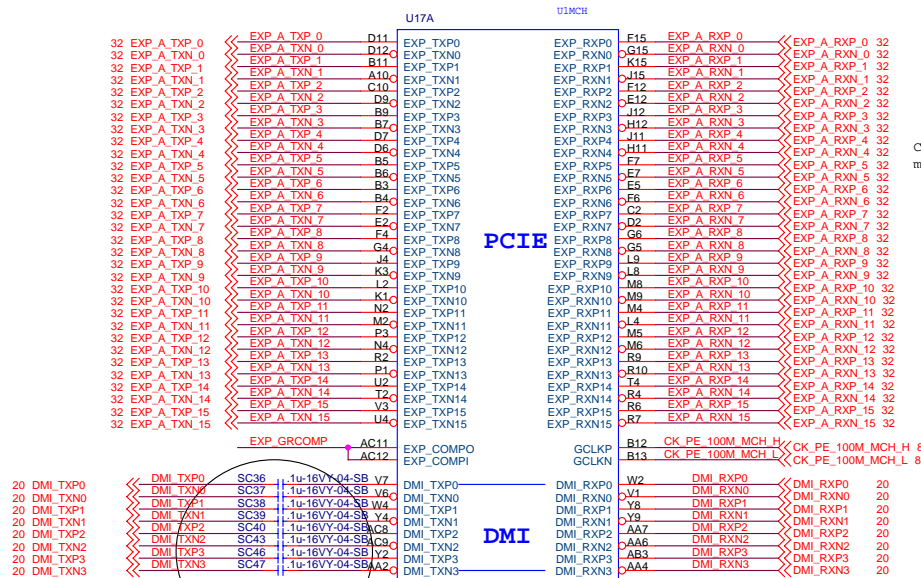 U17A U1MCH
32 EXP_A_TXP_0 EXP_A_TXP_0 D11 EXP_TXP0 EXP_RXP0 F15 EXP_A_RXP_0 EXP_A_RXP_0 32
32 EXP_A_TXN_0 EXP_A_TXN_0 D12 EXP_TXN0 EXP_RXN0 G15 EXP_A_RXN_0 EXP_A_RXN_0 32
32 EXP_A_TXP_1 EXP_A_TXP_1 B11 EXP_TXP1 EXP_RXP1 K15 EXP_A_RXP_1 EXP_A_RXP_1 32
32 EXP_A_TXN_1 EXP_A_TXN_1 A10 EXP_TXN1 EXP_RXN1 J15 EXP_A_RXN_1 EXP_A_RXN_1 32
32 EXP_A_TXP_2 EXP_A_TXP_2 C10 EXP_TXP2 EXP_RXP2 F12 EXP_A_RXP_2 EXP_A_RXP_2 32
32 EXP_A_TXN_2 EXP_A_TXN_2 D9 EXP_TXN2 EXP_RXN2 E12 EXP_A_RXN_2 EXP_A_RXN_2 32
32 EXP_A_TXP_3 EXP_A_TXP_3 B9 EXP_TXP3 EXP_RXP3 J12 EXP_A_RXP_3 EXP_A_RXP_3 32
32 EXP_A_TXN_3 EXP_A_TXN_3 B7 EXP_TXN3 EXP_RXN3 H12 EXP_A_RXN_3 EXP_A_RXN_3 32
32 EXP_A_TXP_4 EXP_A_TXP_4 D7 EXP_TXP4 EXP_RXP4 J11 EXP_A_RXP_4 EXP_A_RXP_4 32 C
32 EXP_A_TXN_4 EXP_A_TXN_4 D6 EXP_TXN4 EXP_RXN4 H11 EXP_A_RXN_4 EXP_A_RXN_4 32
32 EXP_A_TXP_5 EXP_A_TXP_5 B5 EXP_TXP5 EXP_RXP5 F7 EXP_A_RXP_5 EXP_A_RXP_5 32 m
32 EXP_A_TXN_5 EXP_A_TXN_5 B6 EXP_TXN5 EXP_RXN5 E7 EXP_A_RXN_5 EXP_A_RXN_5 32
32 EXP_A_TXP_6 EXP_A_TXP_6 B3 EXP_TXP6 EXP_RXP6 E5 EXP_A_RXP_6 EXP_A_RXP_6 32
32 EXP_A_TXN_6 EXP_A_TXN_6 B4 EXP_TXN6 EXP_RXN6 F6 EXP_A_RXN_6 EXP_A_RXN_6 32
32 EXP_A_TXP_7 EXP_A_TXP_7 F2 EXP_TXP7 EXP_RXP7 C2 EXP_A_RXP_7 EXP_A_RXP_7 32
32 EXP_A_TXN_7 EXP_A_TXN_7 E2 EXP_TXN7 EXP_RXN7 D2 EXP_A_RXN_7 EXP_A_RXN_7 32
32 EXP_A_TXP_8 EXP_A_TXP_8 F4 EXP_TXP8 PCIE EXP_RXP8 G6 EXP_A_RXP_8 EXP_A_RXP_8 32
32 EXP_A_TXN_8 EXP_A_TXN_8 G4 EXP_TXN8 EXP_RXN8 G5 EXP_A_RXN_8 EXP_A_RXN_8 32
32 EXP_A_TXP_9 EXP_A_TXP_9 J4 EXP_TXP9 EXP_RXP9 L9 EXP_A_RXP_9 EXP_A_RXP_9 32
32 EXP_A_TXN_9 EXP_A_TXN_9 K3 EXP_TXN9 EXP_RXN9 L8 EXP_A_RXN_9 EXP_A_RXN_9 32
32 EXP_A_TXP_10 EXP_A_TXP_10 L2 EXP_TXP10 EXP_RXP10 M8 EXP_A_RXP_10 EXP_A_RXP_10 32
32 EXP_A_TXN_10 EXP_A_TXN_10 K1 EXP_TXN10 EXP_RXN10 M9 EXP_A_RXN_10 EXP_A_RXN_10 32
32 EXP_A_TXP_11 EXP_A_TXP_11 N2 EXP_TXP11 EXP_RXP11 M4 EXP_A_RXP_11 EXP_A_RXP_11 32
32 EXP_A_TXN_11 EXP_A_TXN_11 M2 EXP_TXN11 EXP_RXN11 L4 EXP_A_RXN_11 EXP_A_RXN_11 32
32 EXP_A_TXP_12 EXP_A_TXP_12 P3 EXP_TXP12 EXP_RXP12 M5 EXP_A_RXP_12 EXP_A_RXP_12 32
32 EXP_A_TXN_12 EXP_A_TXN_12 N4 EXP_TXN12 EXP_RXN12 M6 EXP_A_RXN_12 EXP_A_RXN_12 32
32 EXP_A_TXP_13 EXP_A_TXP_13 R2 EXP_TXP13 EXP_RXP13 R9 EXP_A_RXP_13 EXP_A_RXP_13 32
32 EXP_A_TXN_13 EXP_A_TXN_13 P1 EXP_TXN13 EXP_RXN13 R10 EXP_A_RXN_13 EXP_A_RXN_13 32
32 EXP_A_TXP_14 EXP_A_TXP_14 U2 EXP_TXP14 EXP_RXP14 T4 EXP_A_RXP_14 EXP_A_RXP_14 32
32 EXP_A_TXN_14 EXP_A_TXN_14 T2 EXP_TXN14 EXP_RXN14 R4 EXP_A_RXN_14 EXP_A_RXN_14 32
32 EXP_A_TXP_15 EXP_A_TXP_15 V3 EXP_TXP15 EXP_RXP15 R6 EXP_A_RXP_15 EXP_A_RXP_15 32
32 EXP_A_TXN_15 EXP_A_TXN_15 U4 EXP_TXN15 EXP_RXN15 R7 EXP_A_RXN_15 EXP_A_RXN_15 32
EXP_GRCOMP AC11 EXP_COMPO GCLKP B12 CK_PE_100M_MCH_H CK_PE_100M_MCH_H 8
AC12 EXP_COMPI GCLKN B13 CK_PE_100M_MCH_L CK_PE_100M_MCH_L 8
20 DMI_TXP0 DMI_TXP0 SC36 .1u-16VY-04-SB V7 DMI_TXP0 DMI_RXP0 W2 DMI_RXP0 DMI_RXP0 20
20 DMI_TXN0 DMI_TXN0 SC37 .1u-16VY-04-SB V6 DMI_TXN0 DMI_RXN0 V1 DMI_RXN0 DMI_RXN0 20
20 DMI_TXP1 DMI_TXP1 SC38 .1u-16VY-04-SB W4 DMI_TXP1 DMI_RXP1 Y8 DMI_RXP1 DMI_RXP1 20
20 DMI_TXN1 DMI_TXN1 SC39 .1u-16VY-04-SB Y4 DMI_TXN1 DMI_RXN1 Y9 DMI_RXN1 DMI_RXN1 20
20 DMI_TXP2 DMI_TXP2 SC40 .1u-16VY-04-SB AC8 DMI_TXP2 DMI DMI_RXP2 AA7 DMI_RXP2 DMI_RXP2 20
20 DMI_TXN2 DMI_TXN2 SC43 .1u-16VY-04-SB AC9 DMI_TXN2 DMI_RXN2 AA6 DMI_RXN2 DMI_RXN2 20
20 DMI_TXP3 DMI_TXP3 SC46 .1u-16VY-04-SB Y2 DMI_TXP3 DMI_RXP3 AB3 DMI_RXP3 DMI_RXP3 20
20 DMI_TXN3 DMI_TXN3 SC47 .1u-16VY-04-SB AA2 DMI_TXN3 DMI_RXN3 AA4 DMI_RXN3 DMI_RXN3 20